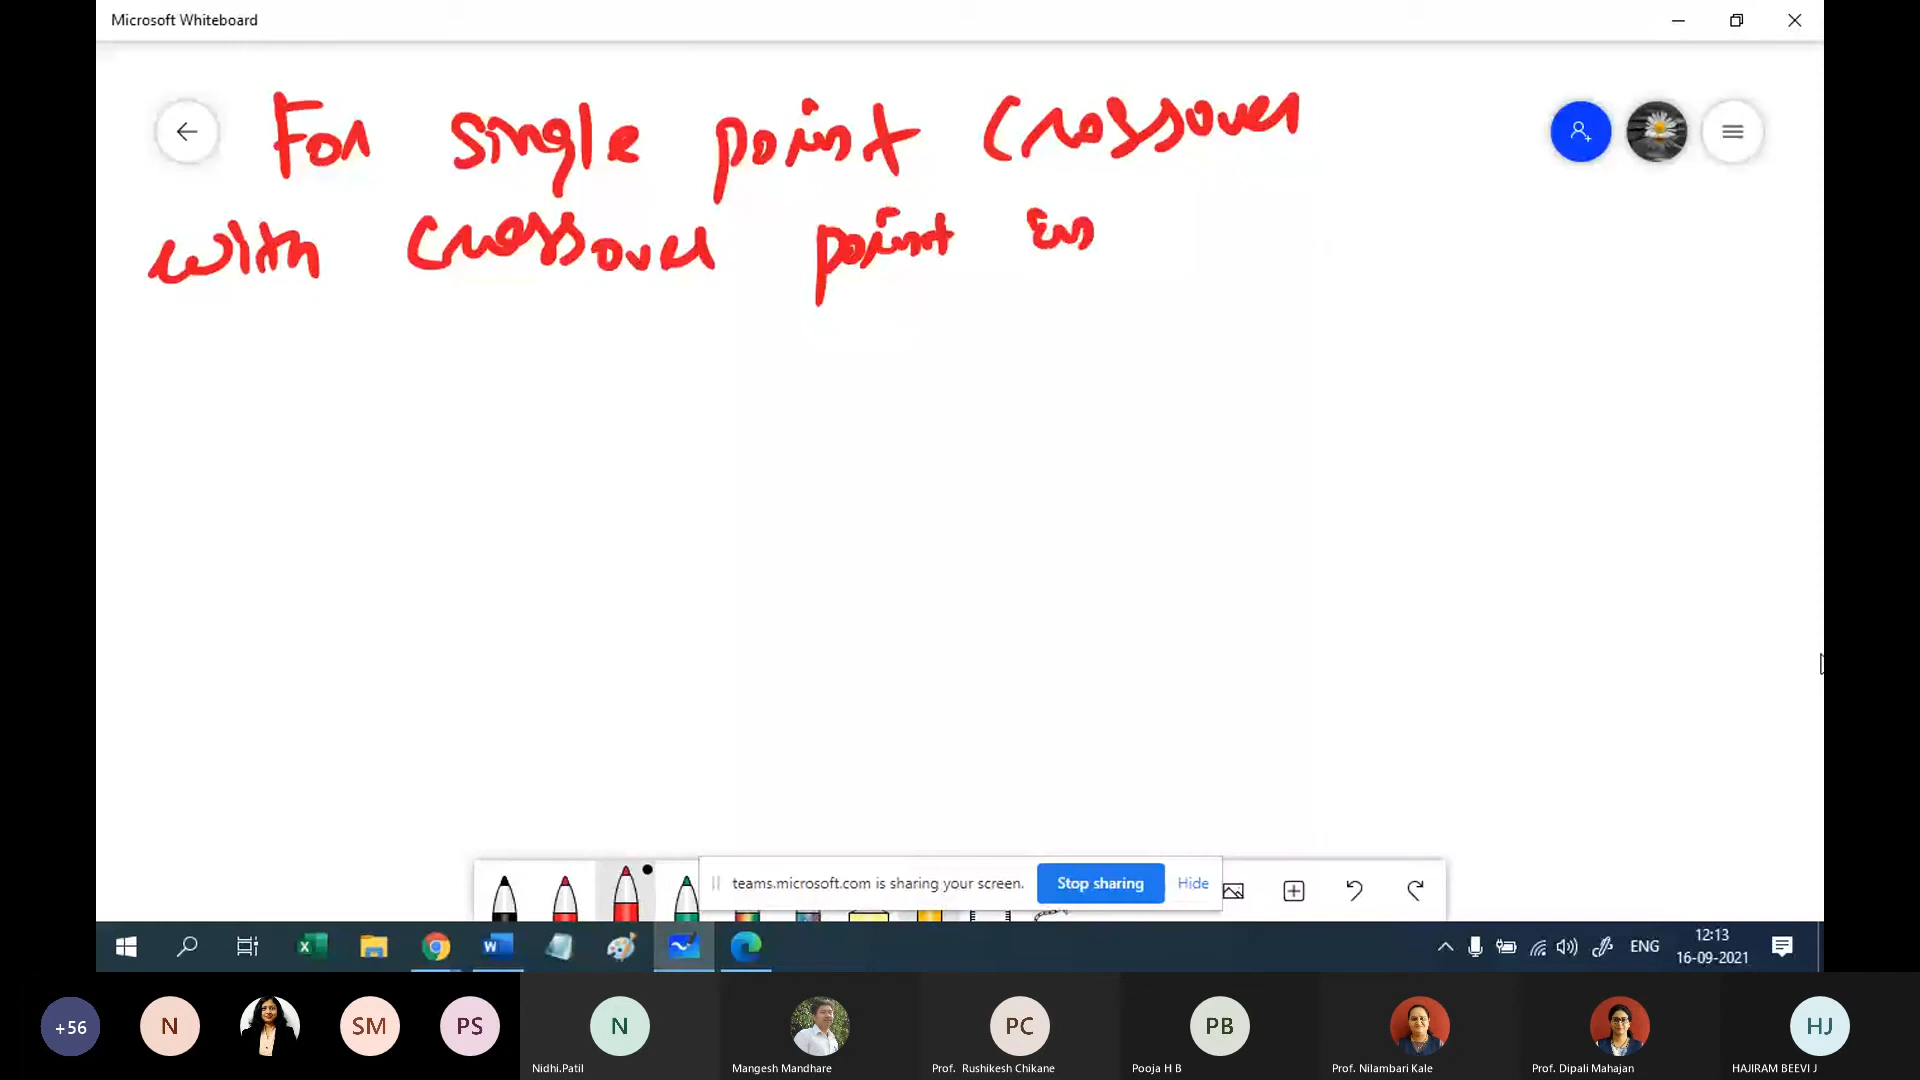 Microsoft Whiteboard
For single point Crossover
with crossover point
teams.microsoft.com is sharing your screen.
Stop sharing
Hide
ENG
12:13
16-09-2021
+56
N
SM
PS
N
PC
PB
HJ
Nidhi.Patil
Mangesh Mandhare
Prof. Rushikesh Chikane
Pooja H B
Prof. Nilambari Kale
Prof. Dipali Mahajan
HAJIRAM BEEVI J